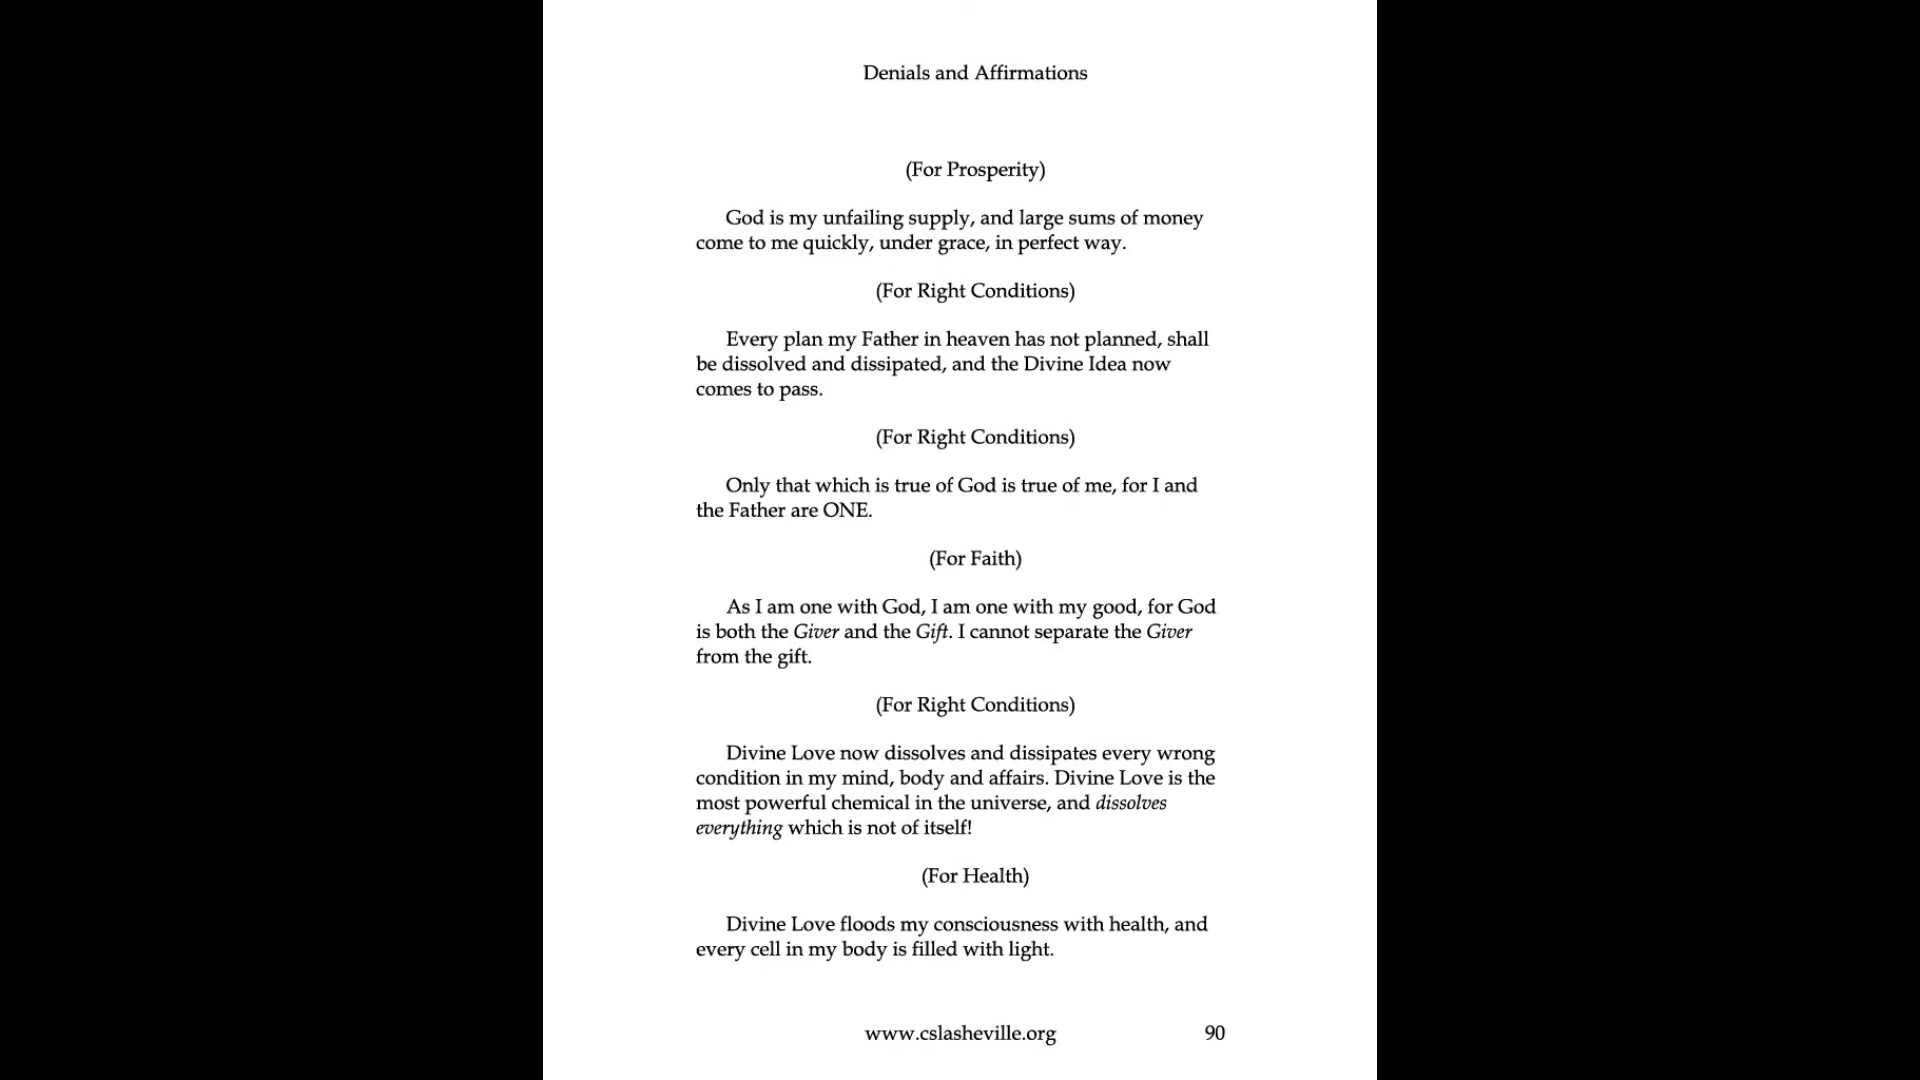 Denials and Affirmations
(For Prosperity)
God is my unfailing supply, and large sums of money
come to me quickly, under grace, in perfect way.
(For Right Conditions)
Every plan my Father in heaven has not planned, shall
be dissolved and dissipated, and the Divine Idea now
comes to pass.
(For Right Conditions)
Only that which is true of God is true of me, for I and
the Father are ONE.
(For Faith)
As I am one with God, I am one with my good, for God
is both the Giver and the Gift. I cannot separate the Giver
from the gift.
(For Right Conditions)
Divine Love now dissolves and dissipates every wrong
condition in my mind, body and affairs. Divine Love is the
most powerful chemical in the universe, and dissolves
everything which is not of itself!
(For Health)
Divine Love floods my consciousness with health, and
every cell in my body is filled with light.
www.cslasheville.org 90